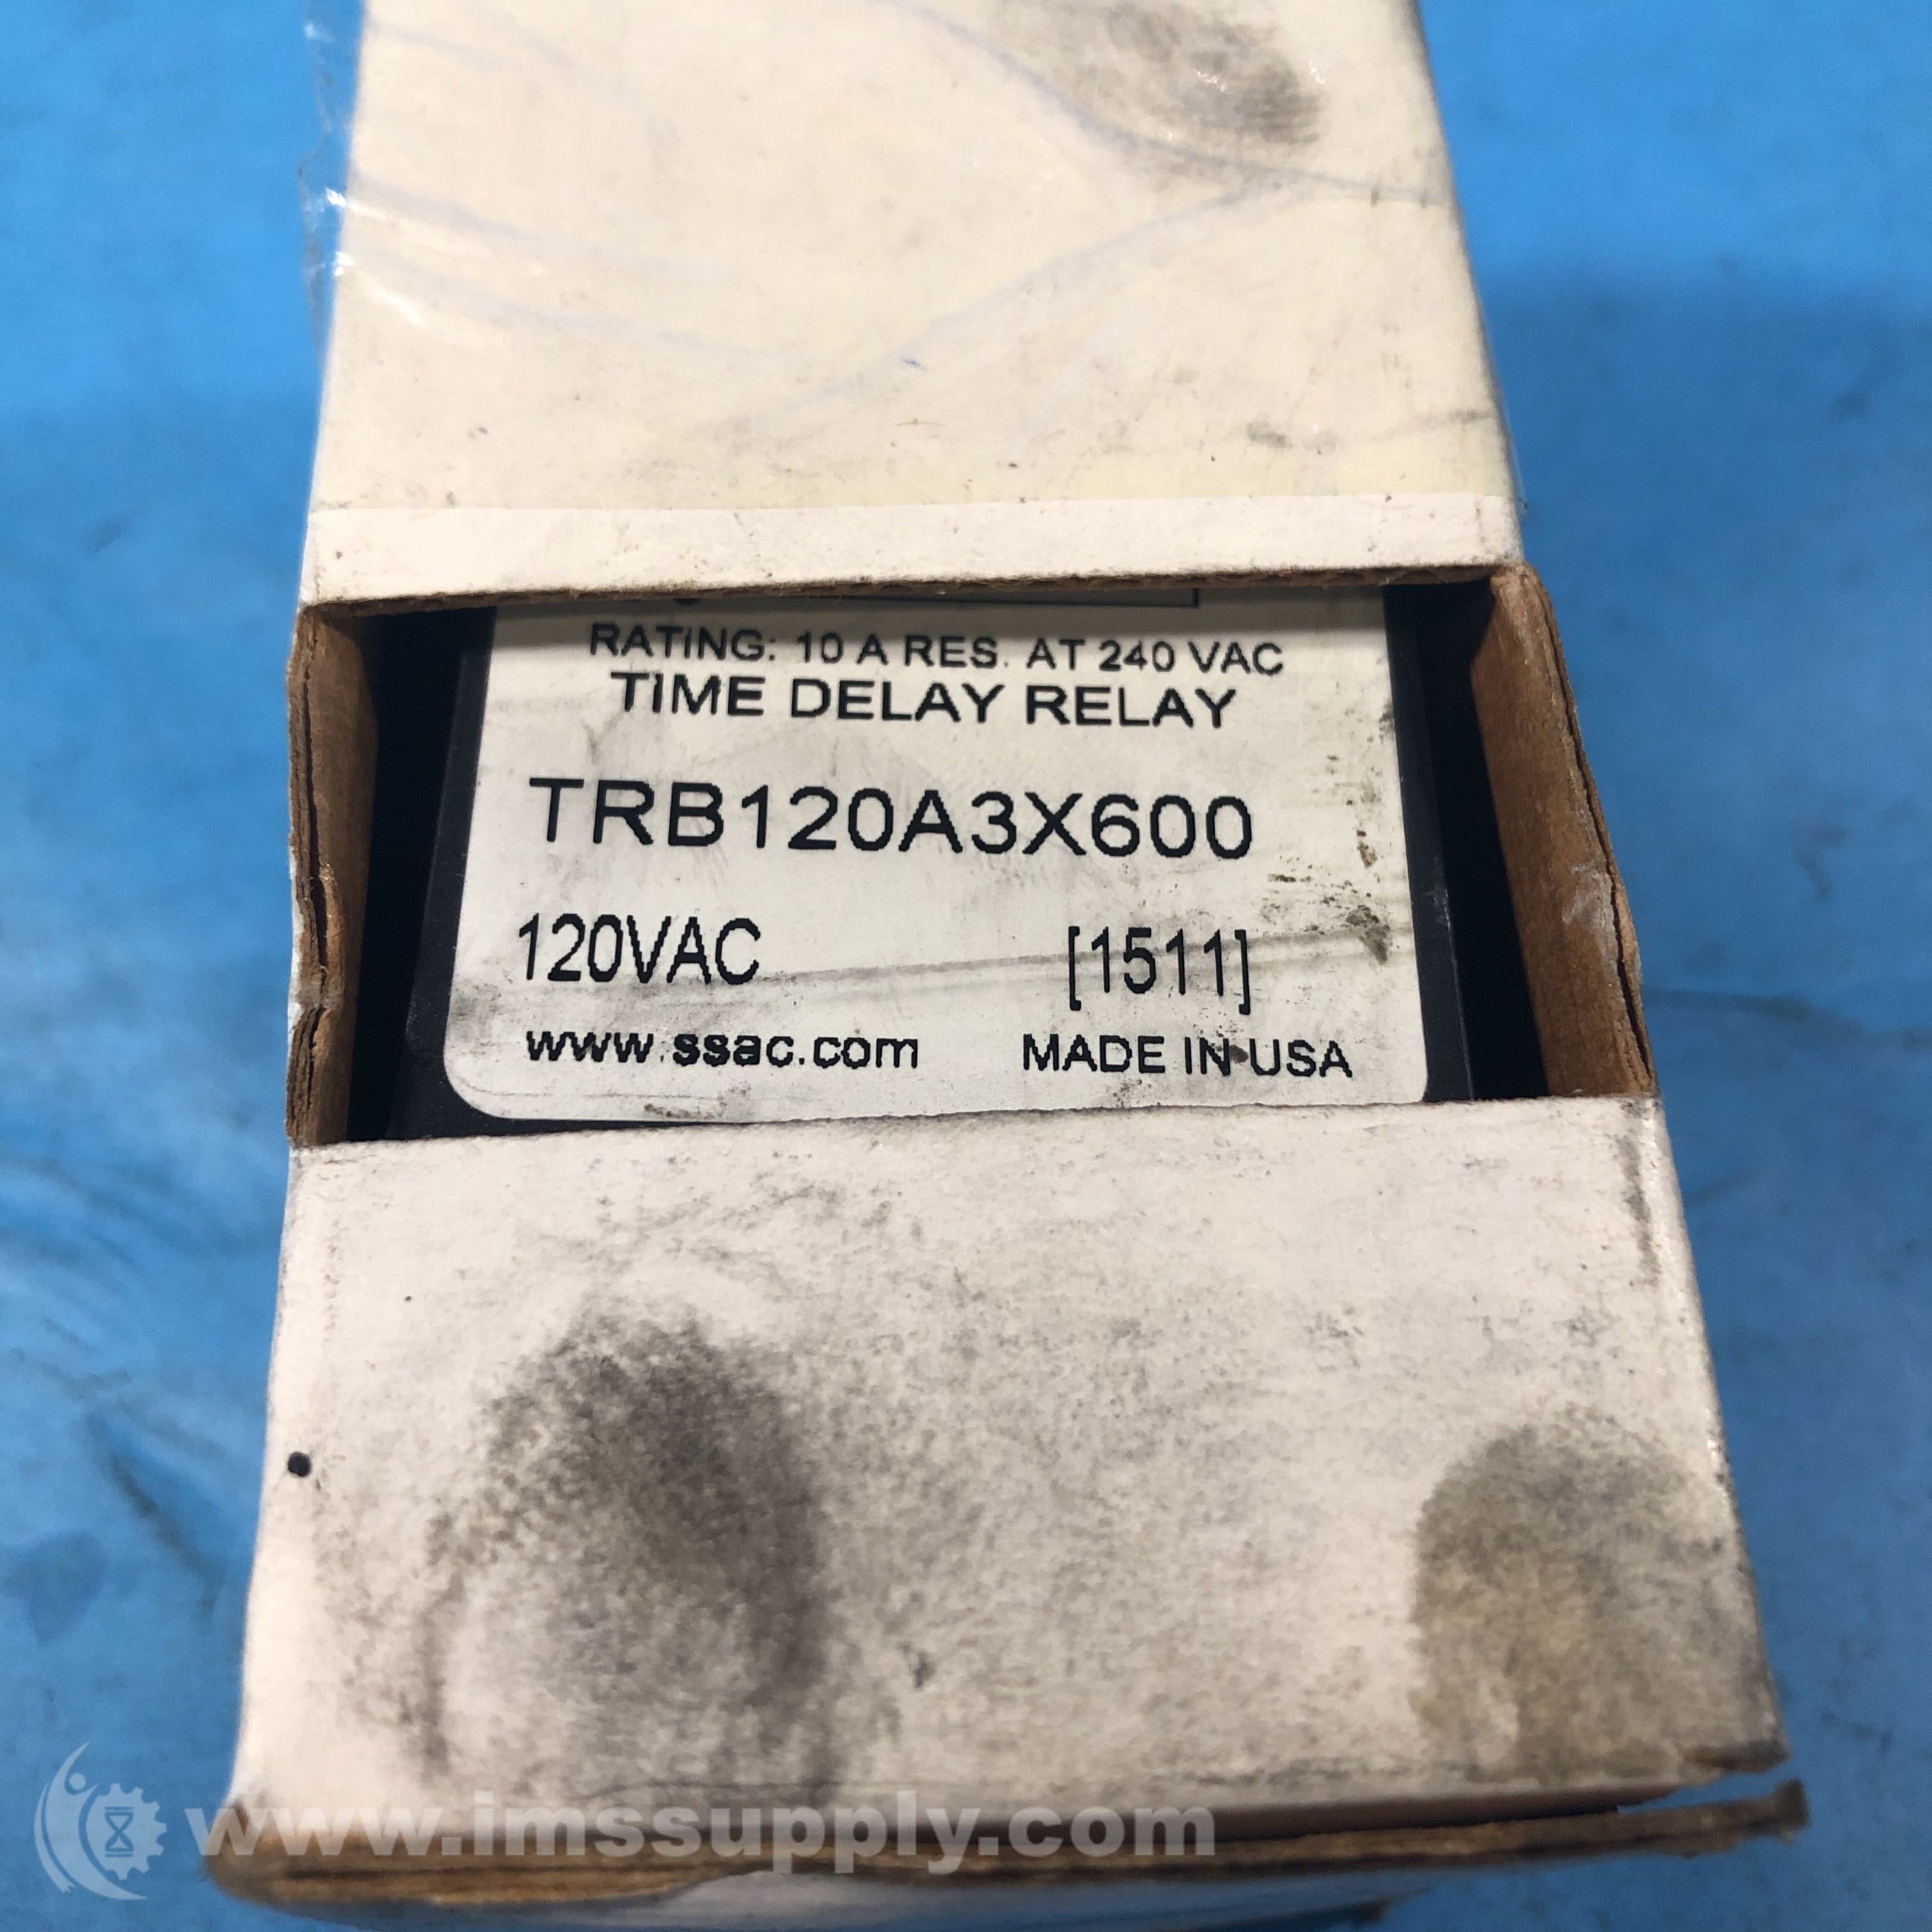 RATING: 10 A RES. AT 240 VAC
TIME DELAY RELAY
TRB120A3X600
120VAC [1511]
www.ssac.com MADE IN USA
www.imssupply.com